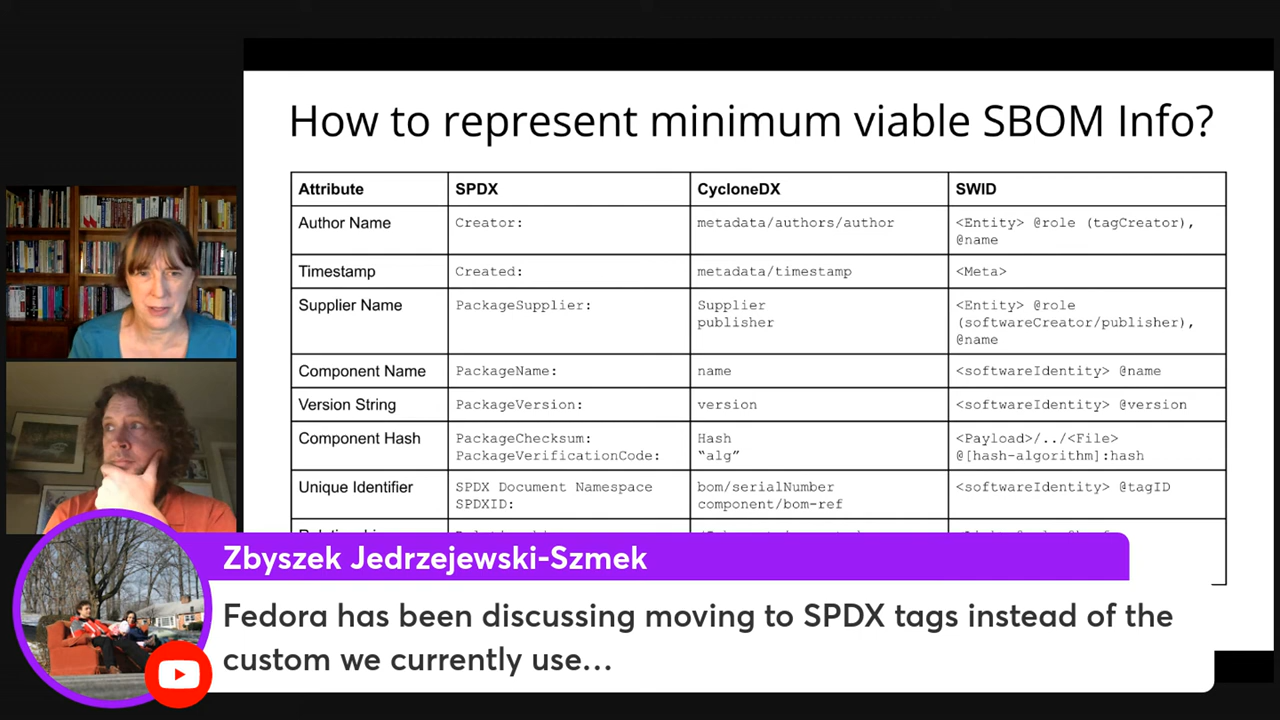 How to represent minimum viable SBOM Info?
Attribute SPDX CycloneDX SWID
Author Name Creator: metadata/authors/author <Entity> @role (tagCreator),
@name
Timestamp Created: metadata/timestamp <Meta>
Supplier Name PackageSupplier: Supplier <Entity> @role
publisher (softwareCreator/publisher),
@name
Component Name PackageName: name <softwareIdentity> @name
Version String PackageVersion: version <softwareIdentity> @version
Component Hash PackageChecksum: Hash <Payload>/../<File>
PackageVerificationCode: “alg” @[hash-algorithm]:hash
Unique Identifier SPDX Document Namespace bom/serialNumber <softwareIdentity> @tagID
SPDXID: component/bom-ref
Zbyszek Jedrzejewski-Szmek
Fedora has been discussing moving to SPDX tags instead of the
custom we currently use…